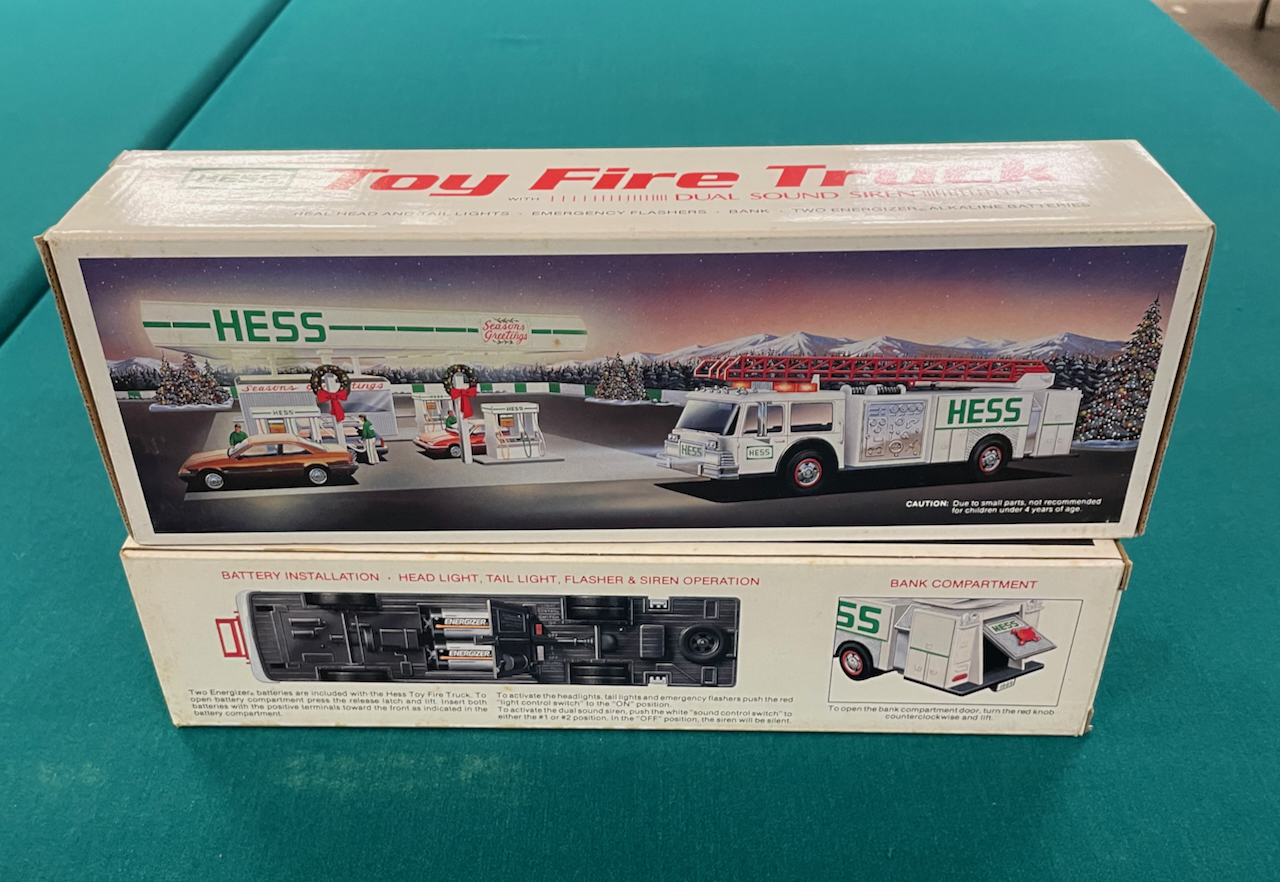 HESS Toy Fire Truck
WITH DUAL SOUND SIREN
REAL HEAD AND TAIL LIGHTS · EMERGENCY FLASHERS · BANK · TWO ENERGIZER® ALKALINE BATTERIES
HESS
Seasons
Greetings
Seasons tings
HESS
HESS
HESS
HESS
HESS
CAUTION: Due to small parts, not recommended
for children under 4 years of age.
BATTERY INSTALLATION · HEAD LIGHT, TAIL LIGHT, FLASHER & SIREN OPERATION
ENERGIZER
ENERGIZER
Two Energizer® batteries are included with the Hess Toy Fire Truck. To
open battery compartment press the release latch and lift. Insert both
batteries with the positive terminals toward the front as indicated in the
battery compartment.
To activate the headlights, tail lights and emergency flashers push the red
"light control switch" to the "ON" position.
To activate the dual sound siren, push the white "sound control switch" to
either the #1 or #2 position. In the "OFF" position, the siren will be silent.
BANK COMPARTMENT
SS
HESS
To open the bank compartment door, turn the red knob
counterclockwise and lift.